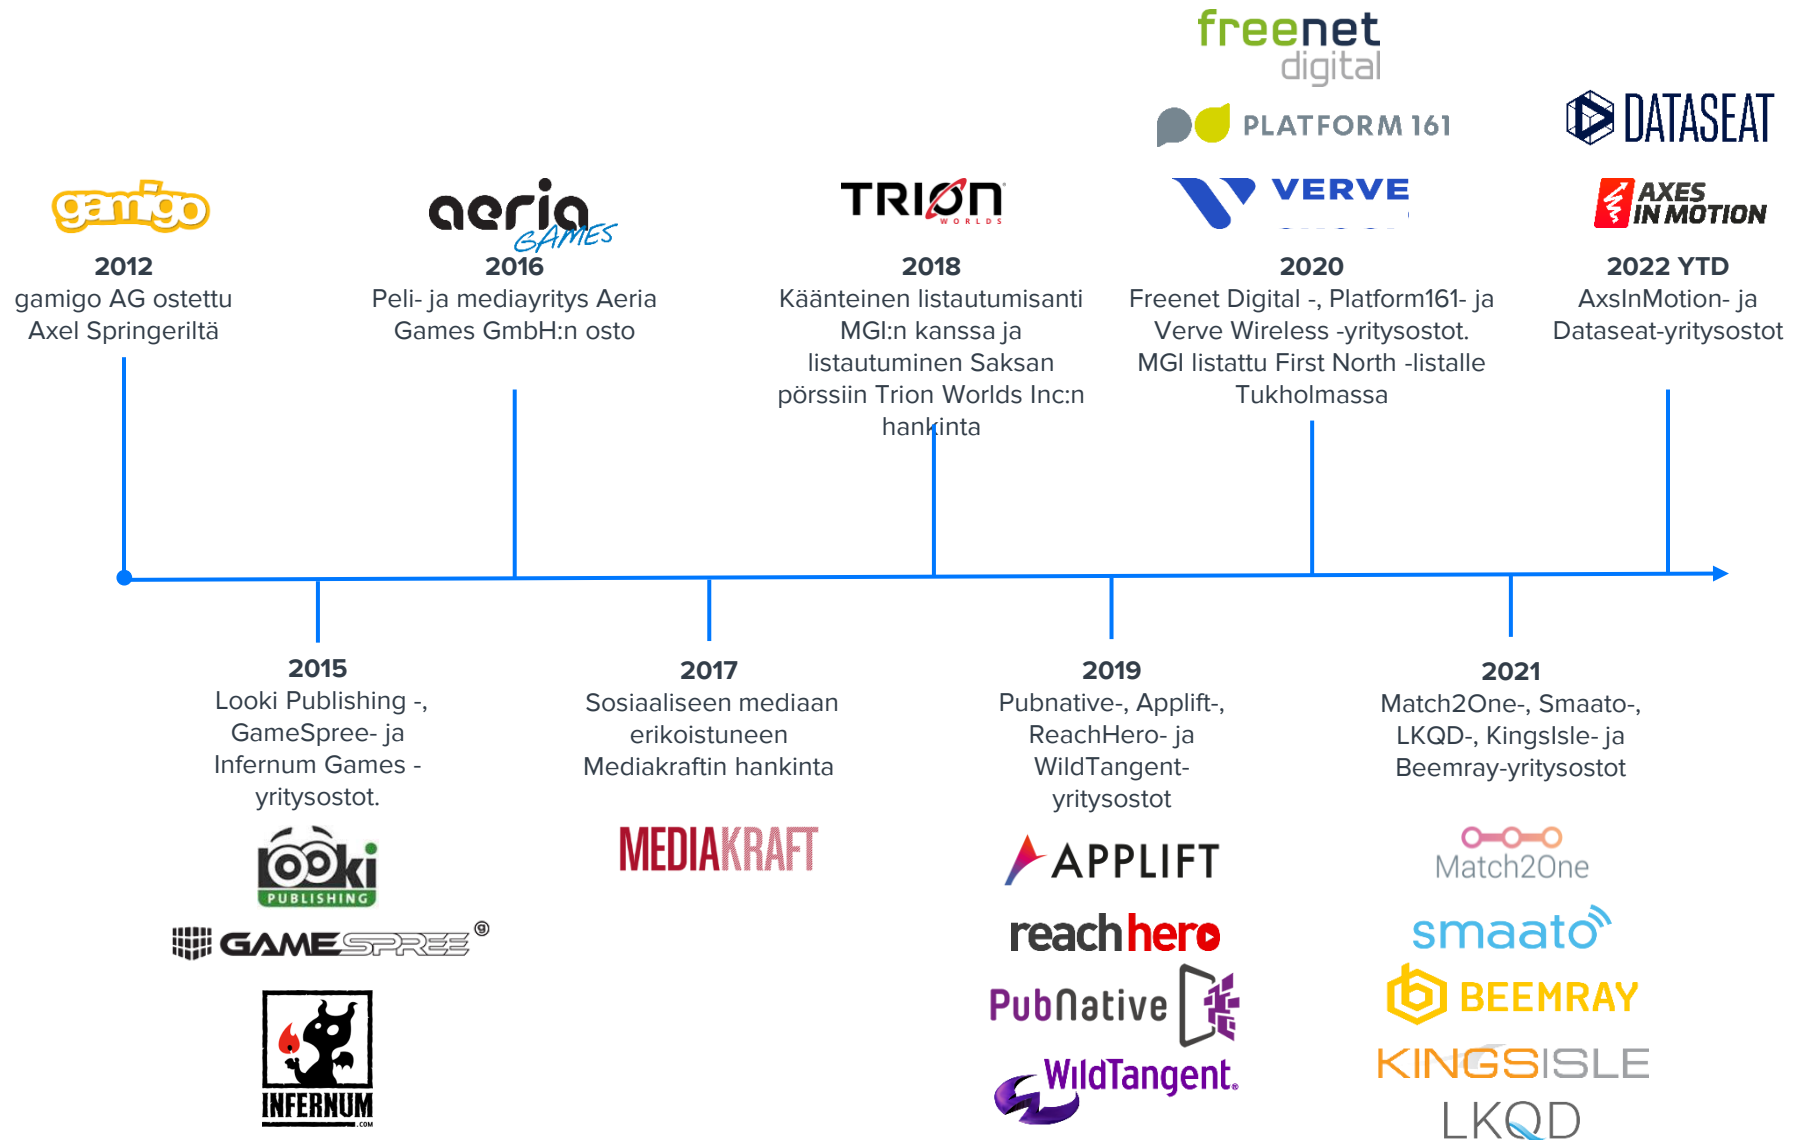 freenet
digital
PLATFORM 161
DATASEAT
gamigo
aeria
GAMES
TRION
WORLDS
VERVE
AXES
IN MOTION
2012
gamigo AG ostettu
Axel Springeriltä
2016
Peli- ja mediayritys Aeria
Games GmbH:n osto
2018
Käänteinen listautumisanti
MGI:n kanssa ja
listautuminen Saksan
pörssiin Trion Worlds Inc:n
hankinta
2020
Freenet Digital -, Platform161- ja
Verve Wireless -yritysostot.
MGI listattu First North -listalle
Tukholmassa
2022 YTD
AxsInMotion- ja
Dataseat-yritysostot
2015
Looki Publishing -,
GameSpree- ja
Infernum Games -
yritysostot.
looki
PUBLISHING
GAMESPREE
INFERNUM
.COM
2017
Sosiaaliseen mediaan
erikoistuneen
Mediakraftin hankinta
MEDIAKRAFT
2019
Pubnative-, Applift-,
ReachHero- ja
WildTangent-
yritysostot
APPLIFT
reachhero
PubNative
WildTangent
2021
Match2One-, Smaato-,
LKQD-, KingsIsle- ja
Beemray-yritysostot
Match2One
smaato
BEEMRAY
KINGSISLE
LKQD